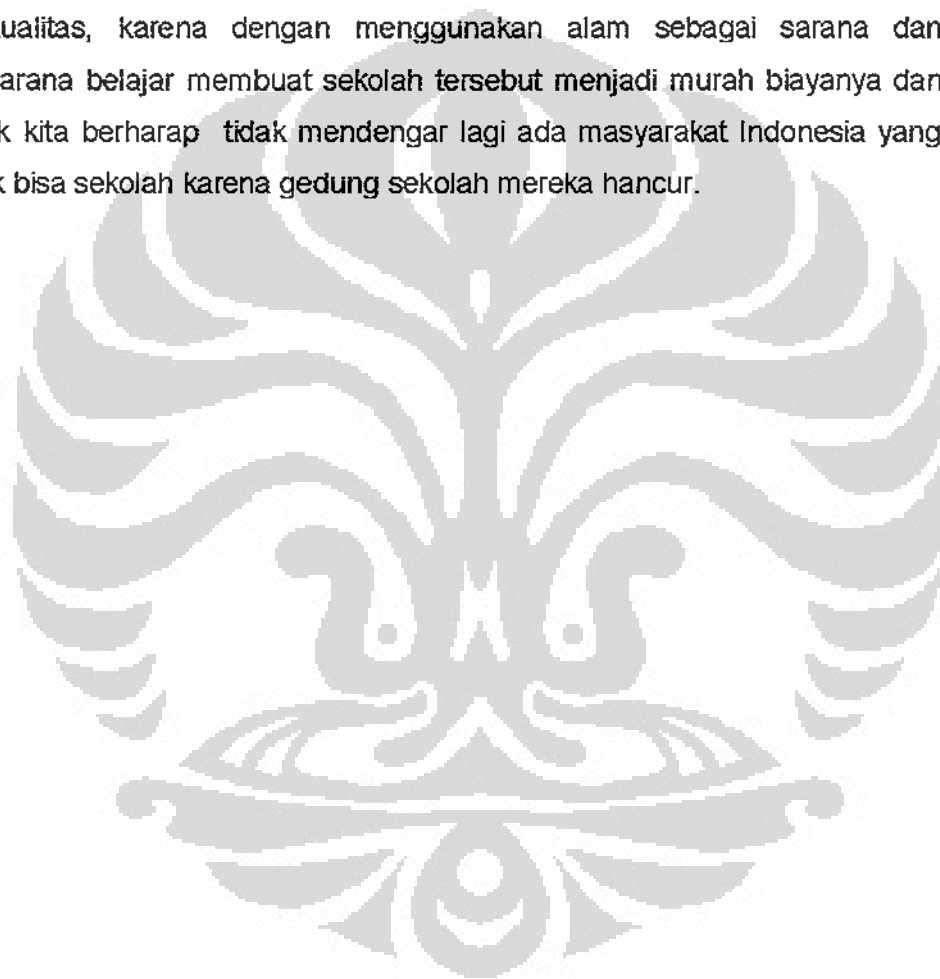 ualitas, karena dengan menggunakan alam sebagai sarana dan
arana belajar membuat sekolah tersebut menjadi murah biayanya dan
k kita berharap tidak mendengar lagi ada masyarakat Indonesia yang
k bisa sekolah karena gedung sekolah mereka hancur.